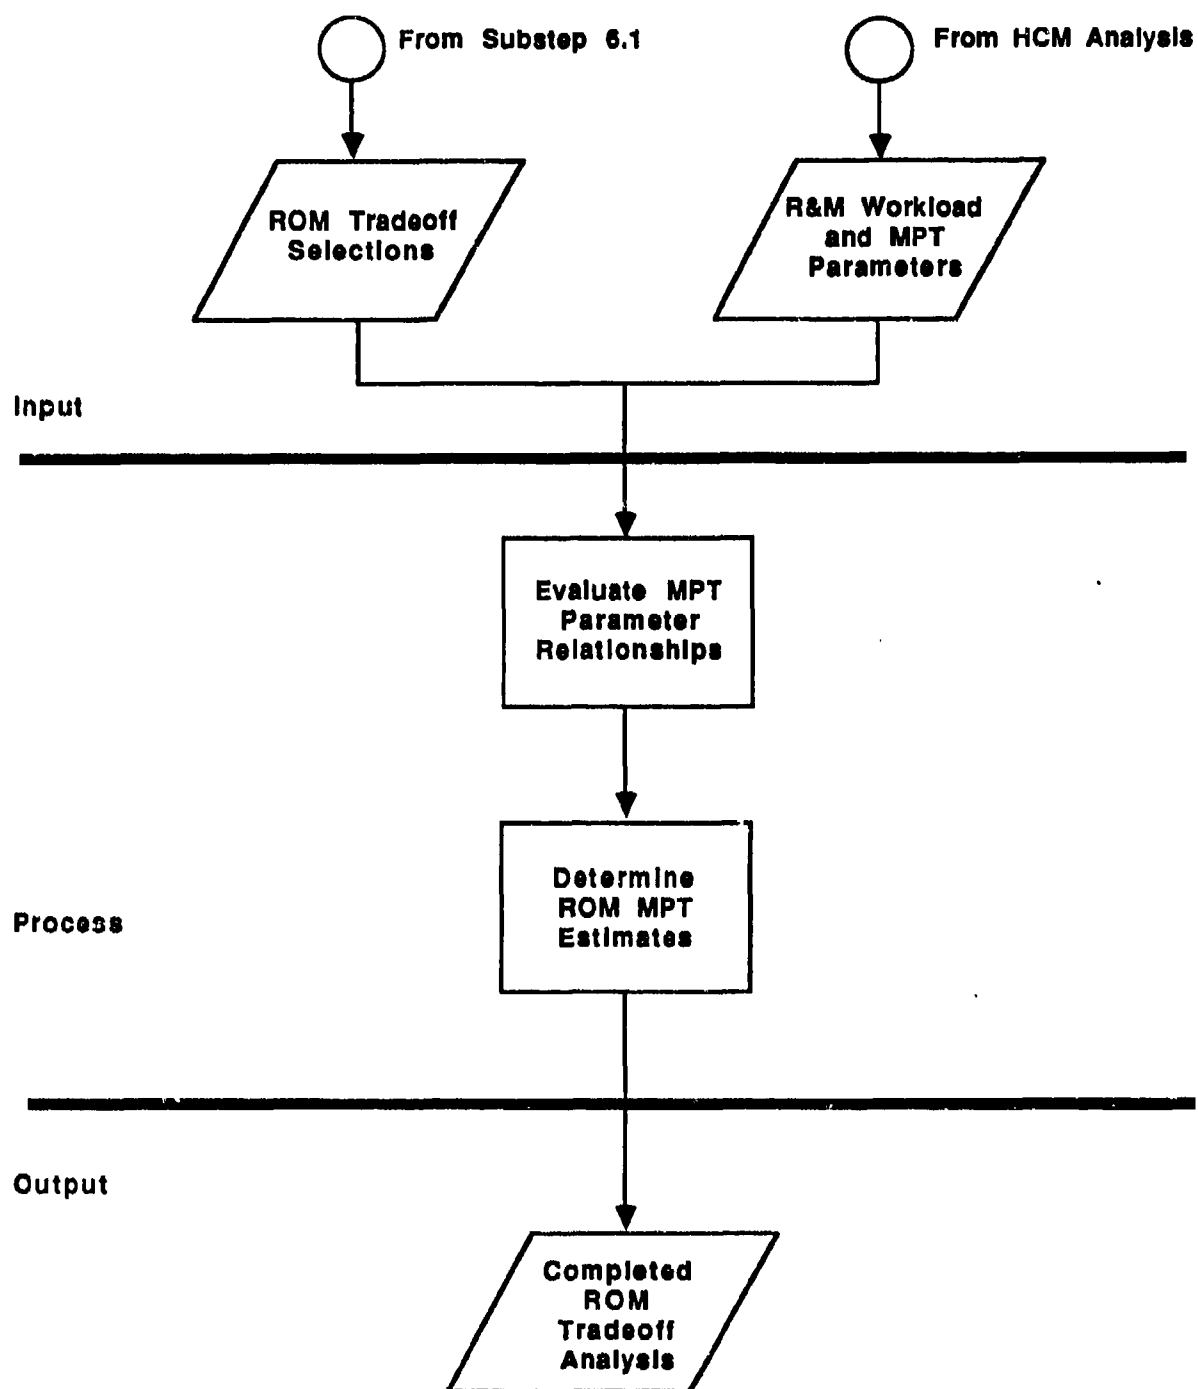 From Substep 6.1
From HCM Analysis
ROM Tradeoff
Selections
R&M Workload
and MPT
Parameters
Input
Evaluate MPT
Parameter
Relationships
Determine
ROM MPT
Estimates
Process
Output
Completed
ROM
Tradeoff
Analysis